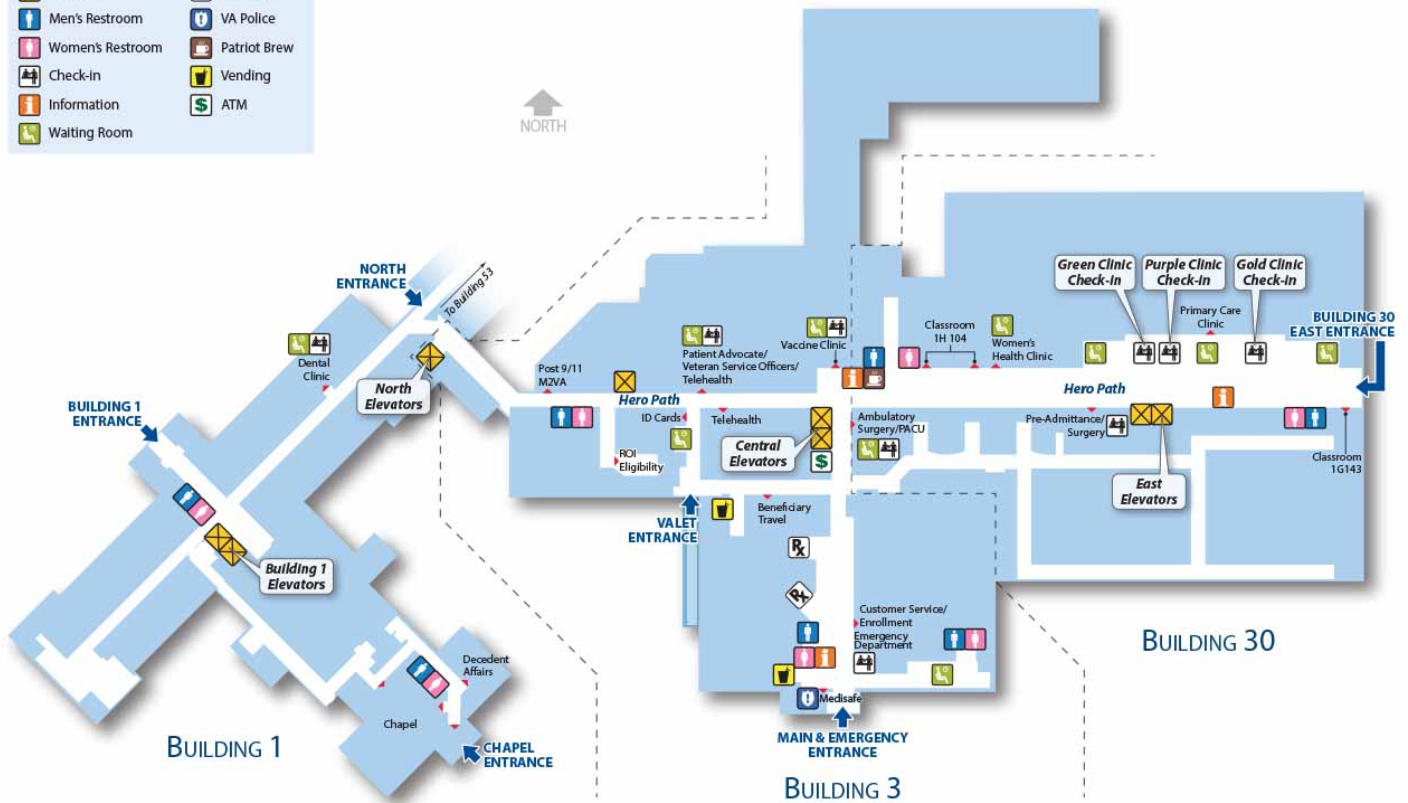 Men's Restroom
VA Police
Women's Restroom
Patriot Brew
Check-in
Vending
Information
$ ATM
Waiting Room
NORTH
NORTH
ENTRANCE
To Building 53
Dental
Clinic
North
Elevators
BUILDING 1
ENTRANCE
Building 1
Elevators
Decedent
Affairs
Chapel
CHAPEL
ENTRANCE
BUILDING 1
Post 9/11
M2VA
Hero Path
Patient Advocate/
Veteran Service Officers/
Telehealth
ID Cards
Telehealth
ROI
Eligibility
Vaccine Clinic
Central
Elevators
$
Ambulatory
Surgery/PACU
VALET
ENTRANCE
Beneficiary
Travel
Rx
Rx
Customer Service/
Enrollment
Emergency
Department
Medisafe
MAIN & EMERGENCY
ENTRANCE
BUILDING 3
Classroom
1H 104
Women's
Health Clinic
Green Clinic
Check-In
Purple Clinic
Check-In
Gold Clinic
Check-In
Primary Care
Clinic
BUILDING 30
EAST ENTRANCE
Hero Path
Pre-Admittance/
Surgery
East
Elevators
Classroom
1G143
BUILDING 30